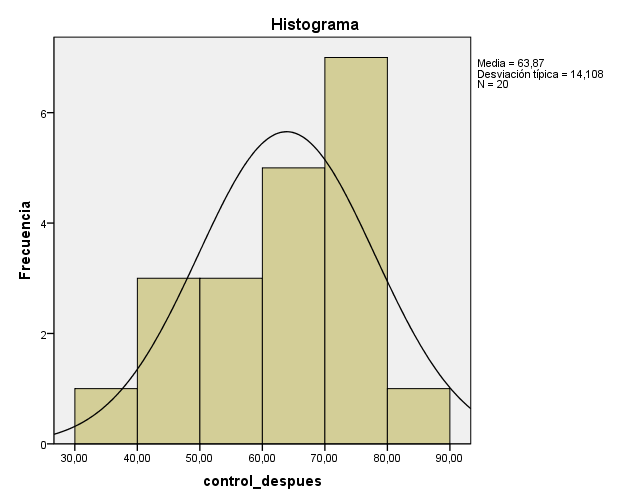 Histograma
Media = 63,87
Desviación típica = 14,108
N = 20
Frecuencia
6
4
2
0
30,00 40,00 50,00 60,00 70,00 80,00 90,00
control_despues